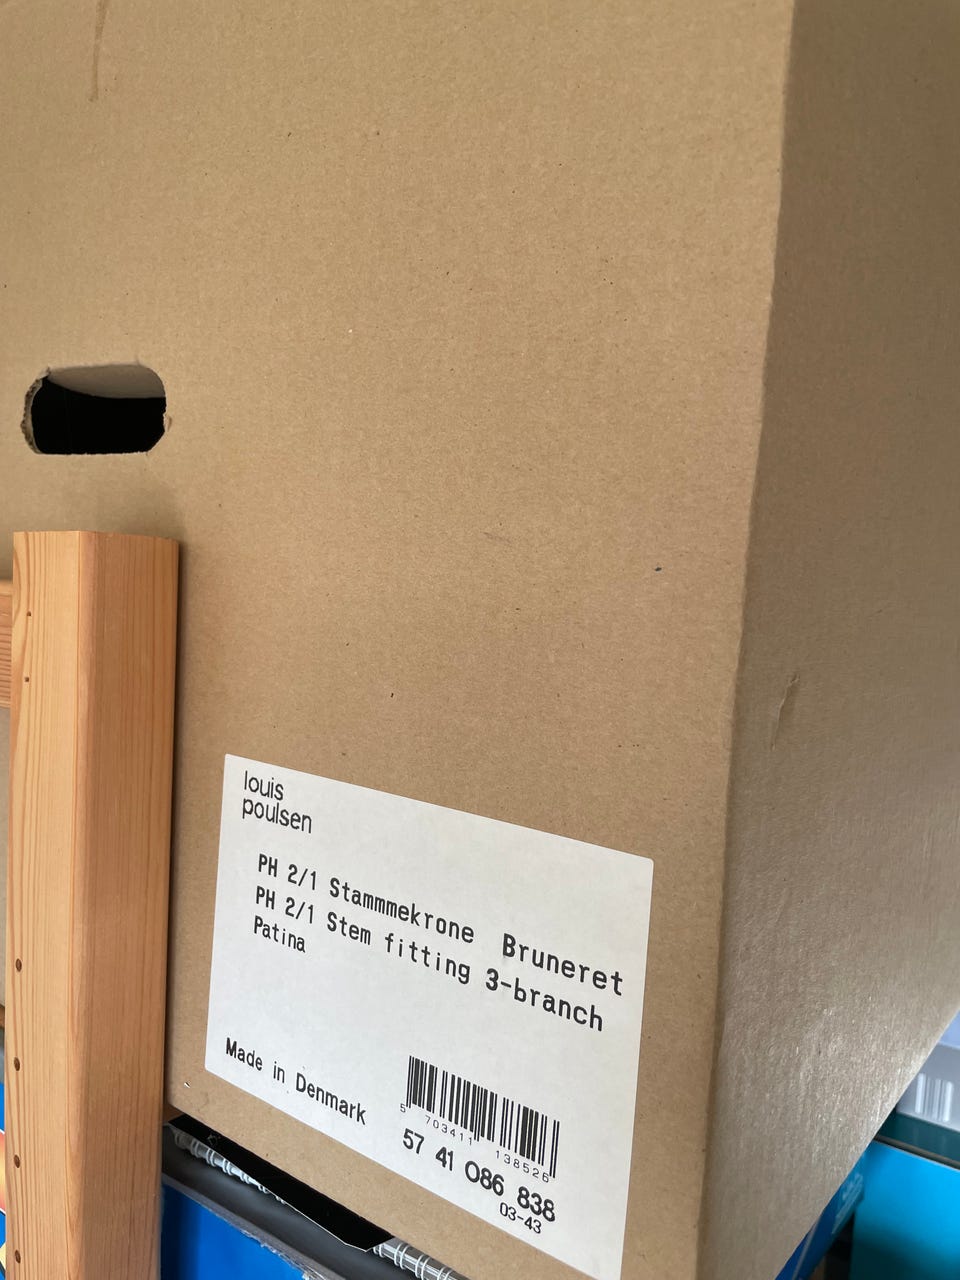 louis
poulsen
PH 2/1 Stammmekrone Bruneret
PH 2/1 Stem fitting 3-branch
Patina
Made in Denmark
5 703411 138526
57 41 086 838
03-43